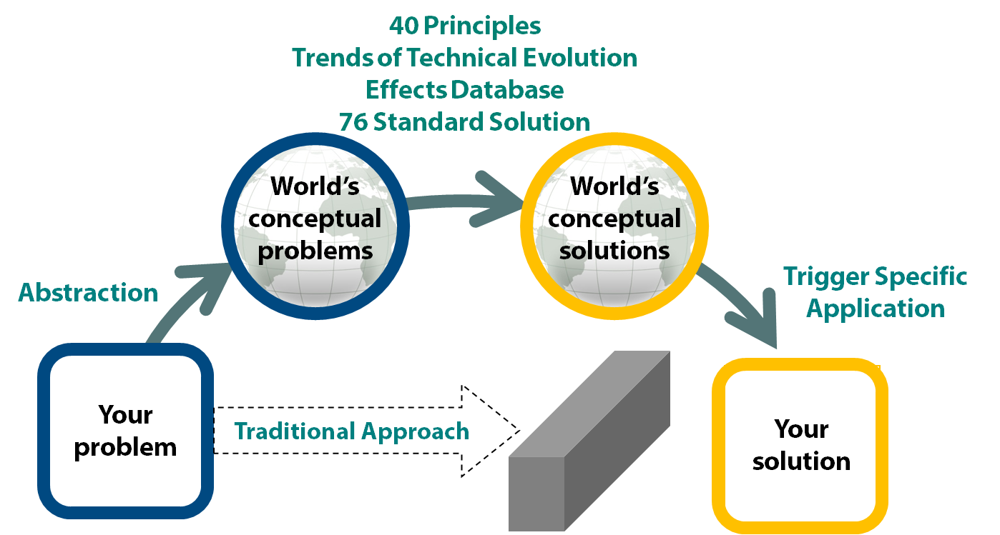 40 Principles
Trends of Technical Evolution
Effects Database
76 Standard Solution
World’s
conceptual
problems
World’s
conceptual
solutions
Abstraction
Trigger Specific
Application
Your
problem
Traditional Approach
Your
solution